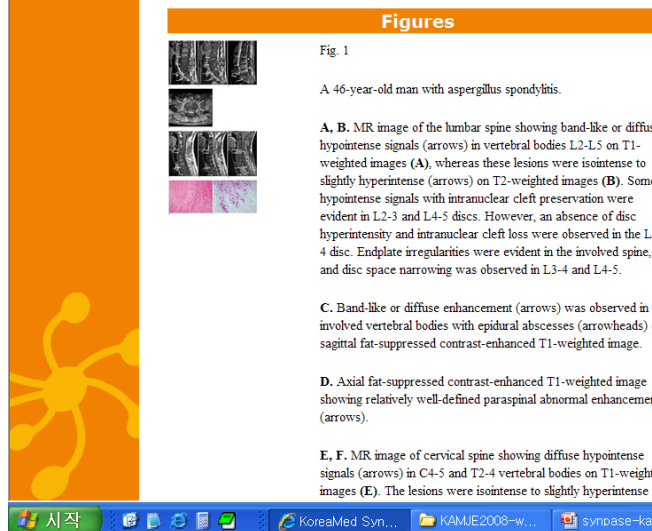 Figures
Fig. 1
A 46-year-old man with aspergillus spondylitis.
A, B. MR image of the lumbar spine showing band-like or
hypointense signals (arrows) in vertebral bodies L2-L5 on T1-
weighted images (A), whereas these lesions were isointense to
slightly hyperintense (arrows) on T2-weighted images (B).
hypointense signals with intranuclear cleft preservation were
evident in L2-3 and L4-5 discs. However, an absence of disc
hyperintensity and intranuclear cleft loss were observed in the
4 disc. Endplate irregularities were evident in the involved spine,
and disc space narrowing was observed in L3-4 and L4-5.
C. Band-like or diffuse enhancement (arrows) was observed in
involved vertebral bodies with epidural abscesses (arrowheads)
sagittal fat-suppressed contrast-enhanced T1-weighted image.
D. Axial fat-suppressed contrast-enhanced T1-weighted image
showing relatively well-defined paraspinal abnormal
(arrows).
E, F. MR image of cervical spine showing diffuse hypointense
signals (arrows) in C4-5 and T2-4 vertebral bodies on
images (E). The lesions were isointense to slightly hyperintense
시작
KoreaMed Syn...
KAMJE2008-w...
synpase-ka